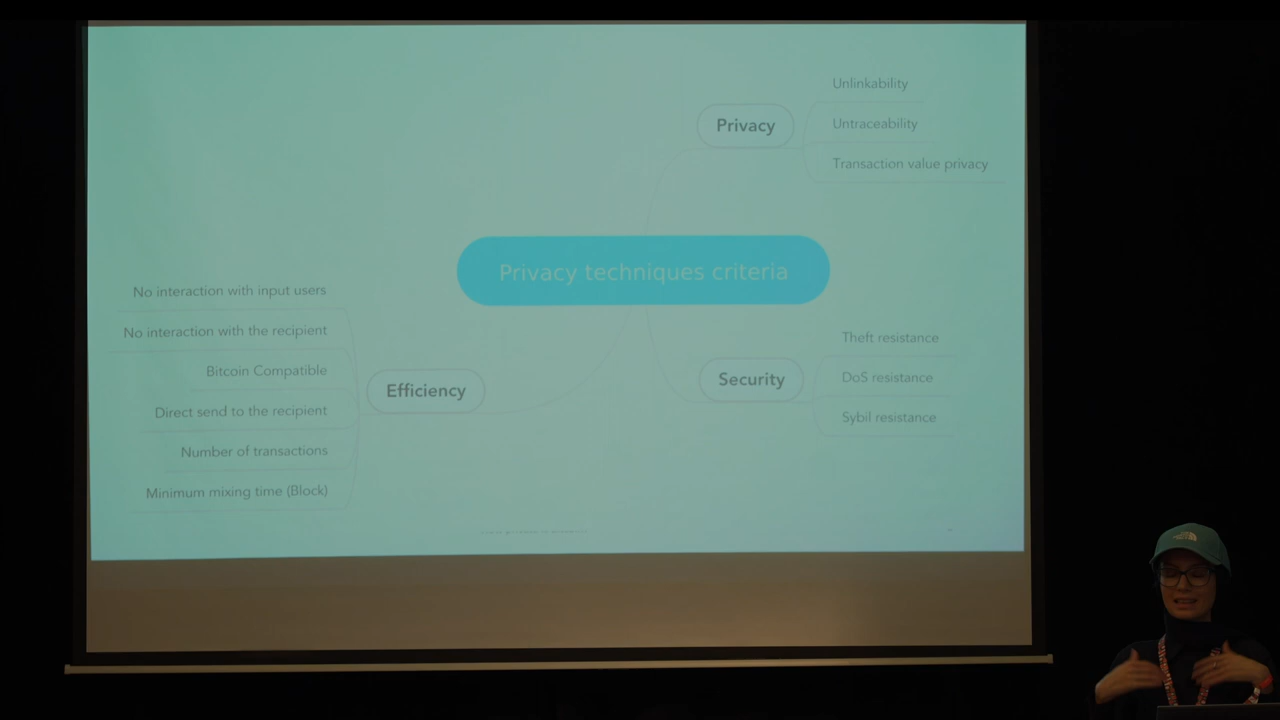 Privacy techniques criteria
Privacy
Unlinkability
Untraceability
Transaction value privacy
Security
Theft resistance
DoS resistance
Sybil resistance
Efficiency
No interaction with input users
No interaction with the recipient
Bitcoin Compatible
Direct send to the recipient
Number of transactions
Minimum mixing time (Block)